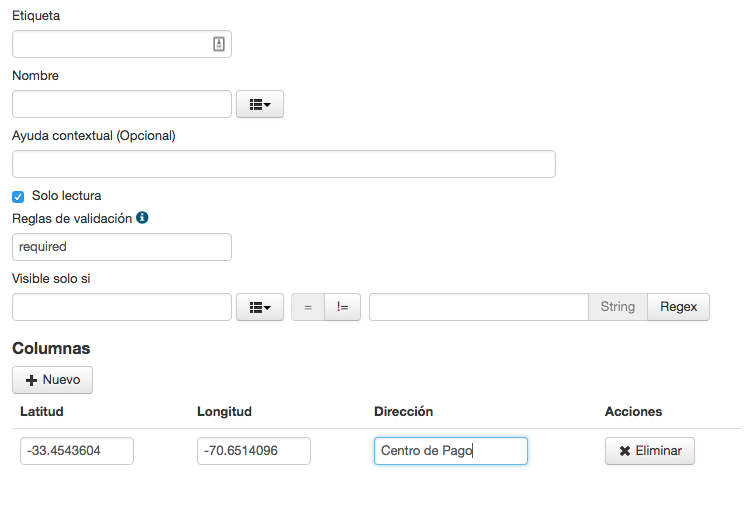 Etiqueta
Nombre
Ayuda contextual (Opcional)
Solo lectura
Reglas de validación
required
Visible solo si
= != String Regex
Columnas
Nuevo
Latitud Longitud Dirección Acciones
-33.4543604 -70.6514096 Centro de Pago Eliminar